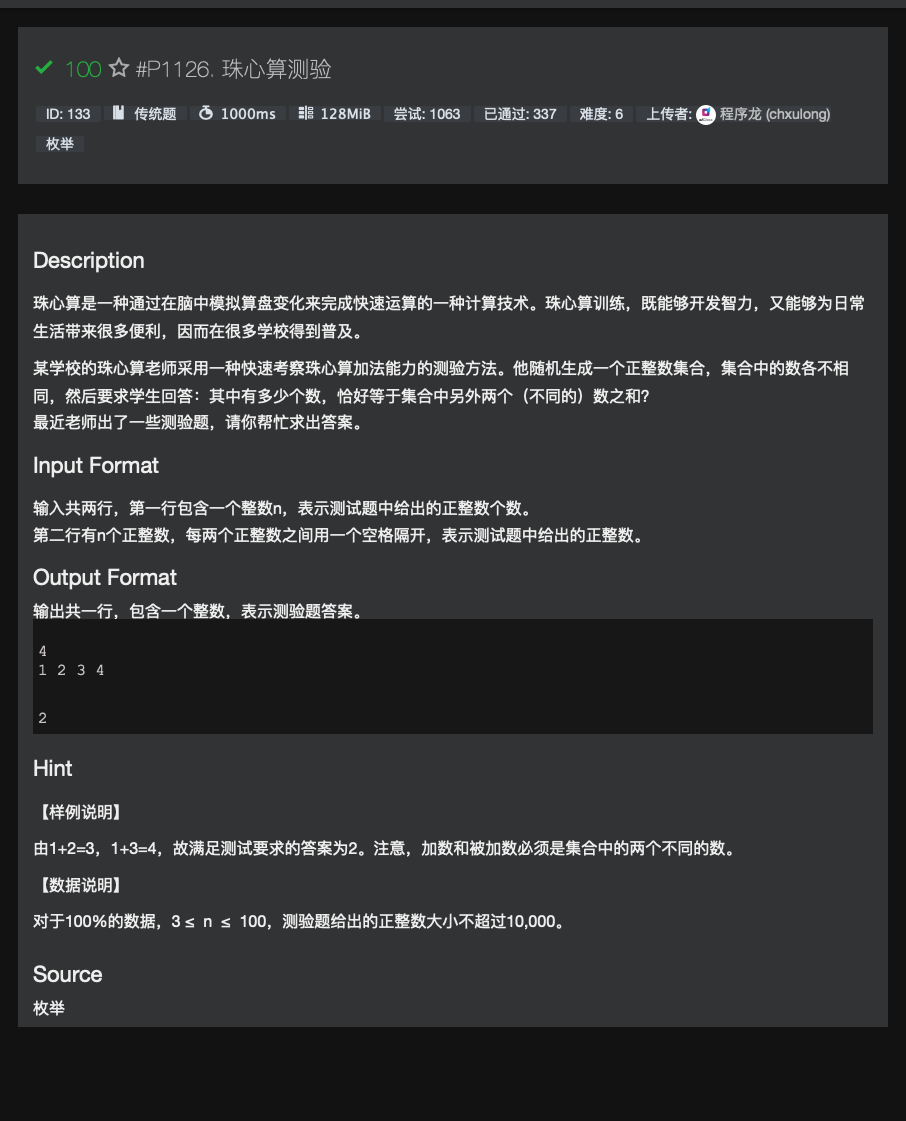 100 #P1126. 珠心算测验
ID: 133 传统题 1000ms 128MiB 尝试: 1063 已通过: 337 难度: 6 上传者: 程序龙 (chxulong)
枚举
Description
珠心算是一种通过在脑中模拟算盘变化来完成快速运算的一种计算技术。珠心算训练，既能够开发智力，又能够为日常
生活带来很多便利，因而在很多学校得到普及。
某学校的珠心算老师采用一种快速考察珠心算加法能力的测验方法。他随机生成一个正整数集合，集合中的数各不相
同，然后要求学生回答：其中有多少个数，恰好等于集合中另外两个（不同的）数之和?
最近老师出了一些测验题，请你帮忙求出答案。
Input Format
输入共两行，第一行包含一个整数n，表示测试题中给出的正整数个数。
第二行有n个正整数，每两个正整数之间用一个空格隔开，表示测试题中给出的正整数。
Output Format
输出共一行，包含一个整数，表示测验题答案。
4
1 2 3 4
2
Hint
【样例说明】
由1+2=3，1+3=4，故满足测试要求的答案为2。注意，加数和被加数必须是集合中的两个不同的数。
【数据说明】
对于100%的数据，3 ≤ n ≤ 100，测验题给出的正整数大小不超过10,000。
Source
枚举